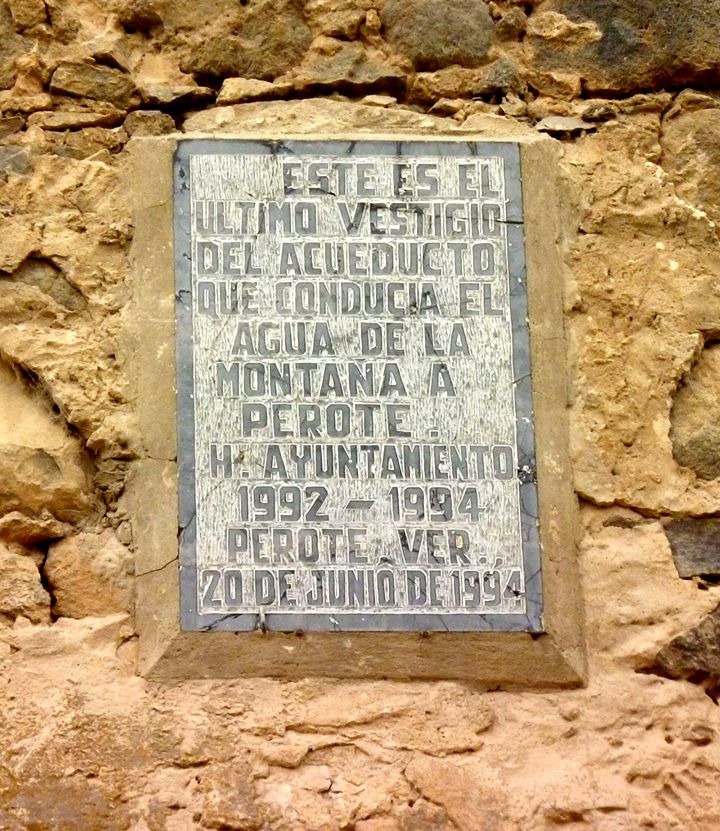 ESTE ES EL
ULTIMO VESTIGIO
DEL ACUEDUCTO
QUE CONDUCIA EL
AGUA DE LA
MONTANA A
PEROTE.
H. AYUNTAMIENTO
1992 - 1994
PEROTE, VER.,
20 DE JUNIO DE 1994